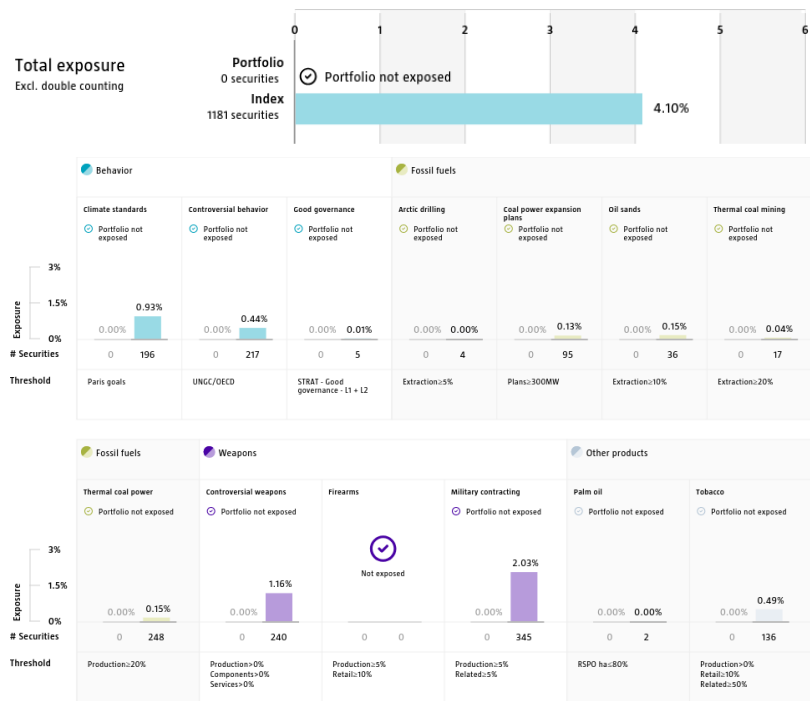 0 1 2 3 4 5 6
Total exposure
Excl. double counting
Portfolio
0 securities
Portfolio not exposed
Index
1181 securities
4.10%
Behavior
Fossil fuels
Climate standards
Controversial behavior
Good governance
Arctic drilling
Coal power expansion
plans
Oil sands
Thermal coal mining
Portfolio not
exposed
Portfolio not
exposed
Portfolio not
exposed
Portfolio not
exposed
Portfolio not
exposed
Portfolio not
exposed
Portfolio not
exposed
Exposure
3%
1.5%
0%
0.00% 0.93%
0.00% 0.44%
0.00% 0.01%
0.00% 0.00%
0.00% 0.13%
0.00% 0.15%
0.00% 0.04%
# Securities
0 196
0 217
0 5
0 4
0 95
0 36
0 17
Threshold
Paris goals
UNGC/OECD
STRAT - Good
governance - L1 + L2
Extraction≥5%
Plans≥300MW
Extraction≥10%
Extraction≥20%
Fossil fuels
Weapons
Other products
Thermal coal power
Controversial weapons
Firearms
Military contracting
Palm oil
Tobacco
Portfolio not exposed
Portfolio not exposed
Not exposed
Portfolio not exposed
Portfolio not exposed
Portfolio not exposed
Exposure
3%
1.5%
0%
0.00% 0.15%
0.00% 1.16%
0.00% 2.03%
0.00% 0.00%
0.00% 0.49%
# Securities
0 248
0 240
0 0
0 345
0 2
0 136
Threshold
Production≥20%
Production>0%
Components>0%
Services>0%
Production≥5%
Retail≥10%
Production≥5%
Related≥5%
RSPO ha≤80%
Production>0%
Retail≥10%
Related≥50%